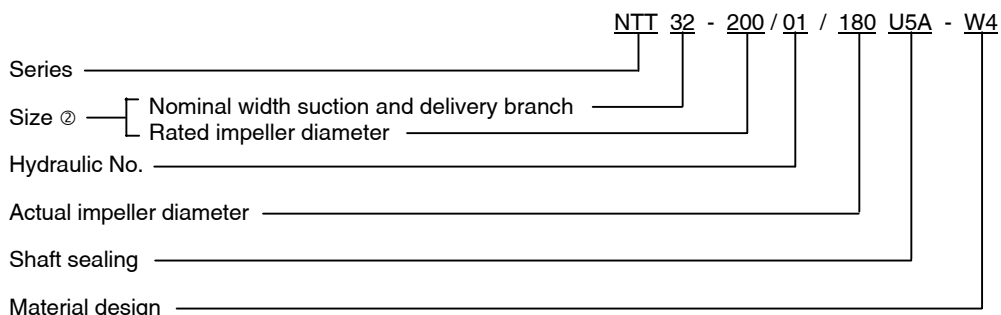 NTT 32 - 200 / 01 / 180 U5A - W4
Series
Size ② Nominal width suction and delivery branch
Rated impeller diameter
Hydraulic No.
Actual impeller diameter
Shaft sealing
Material design